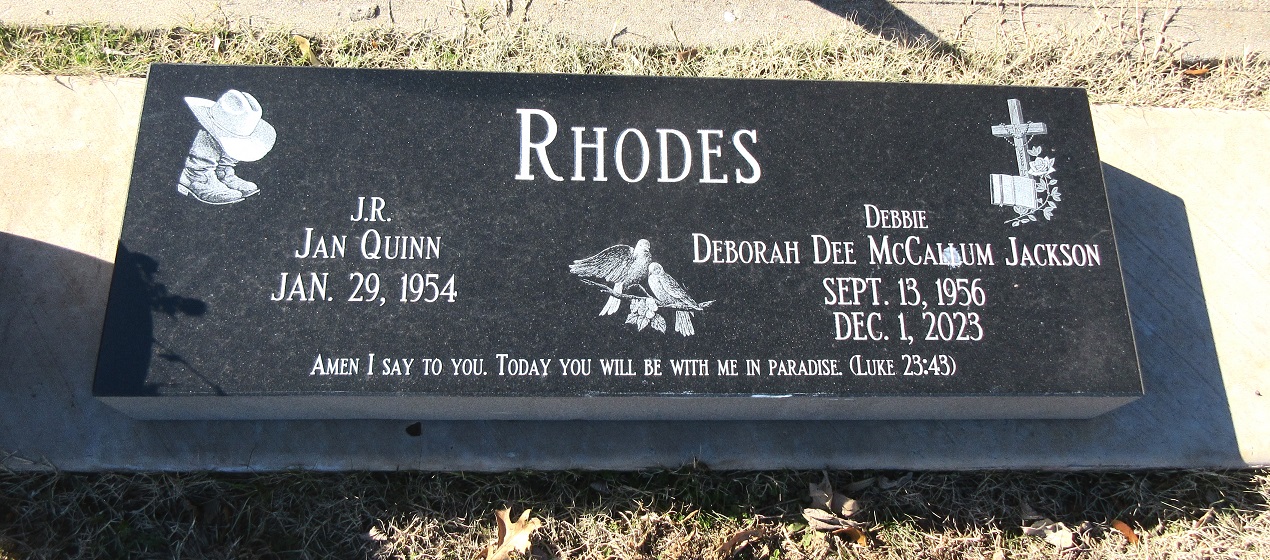 RHODES
J.R.
JAN QUINN
JAN. 29, 1954
DEBBIE
DEBORAH DEE MCCALLUM JACKSON
SEPT. 13, 1956
DEC. 1, 2023
AMEN I SAY TO YOU. TODAY YOU WILL BE WITH ME IN PARADISE. (LUKE 23:43)